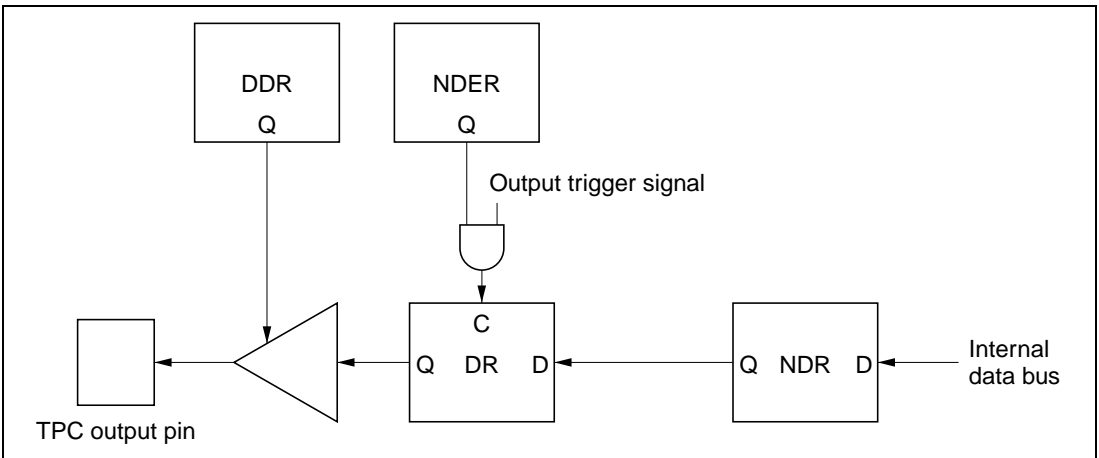 DDR
Q
NDER
Q
Output trigger signal
C
Q DR D
Q NDR D
Internal
data bus
TPC output pin